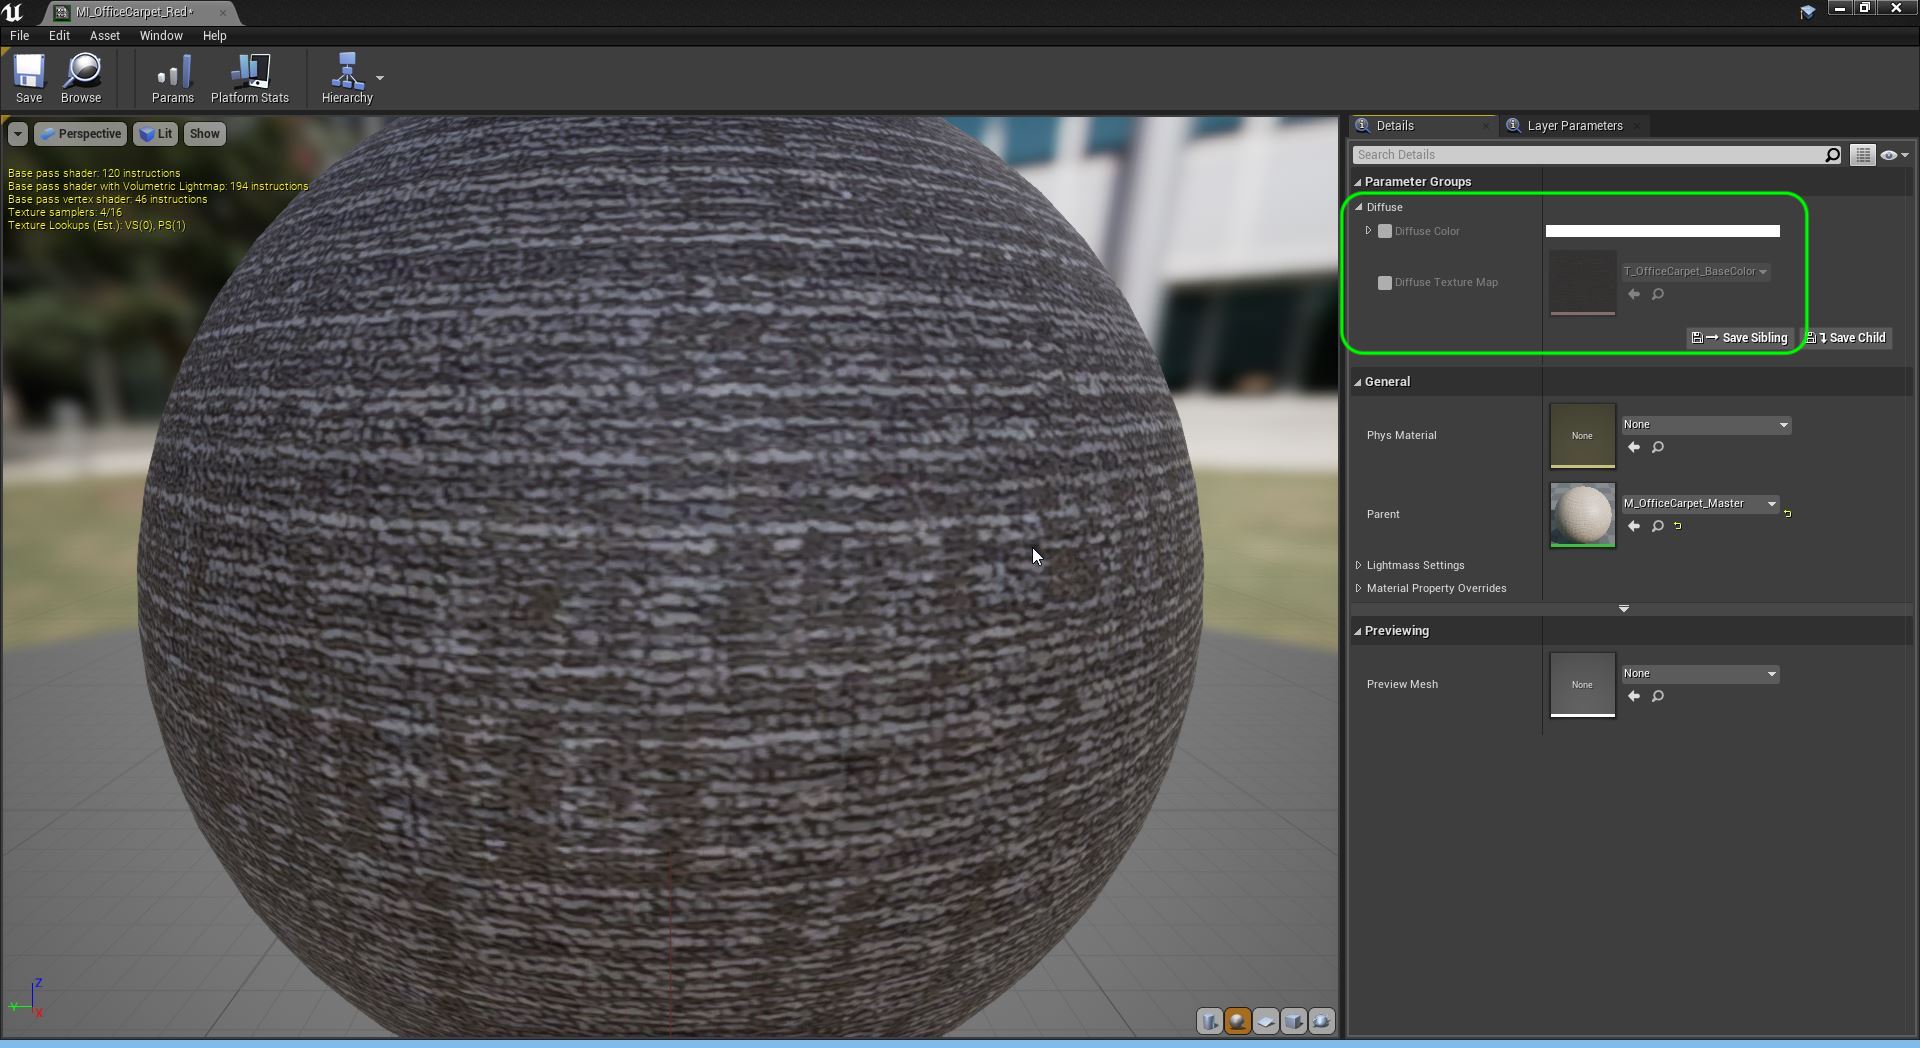 MI_OfficeCarpet_Red*
File Edit Asset Window Help
Save Browse Params Platform Stats Hierarchy
Perspective Lit Show
Base pass shader: 120 instructions
Base pass shader with Volumetric Lightmap: 194 instructions
Base pass vertex shader: 46 instructions
Texture samplers: 4/16
Texture Lookups (Est.): VS(0), PS(1)
Z
Y
X
Details Layer Parameters
Search Details
Parameter Groups
Diffuse
Diffuse Color
Diffuse Texture Map T_OfficeCarpet_BaseColor
Save Sibling Save Child
General
Phys Material None None
Parent M_OfficeCarpet_Master
Lightmass Settings
Material Property Overrides
Previewing
Preview Mesh None None